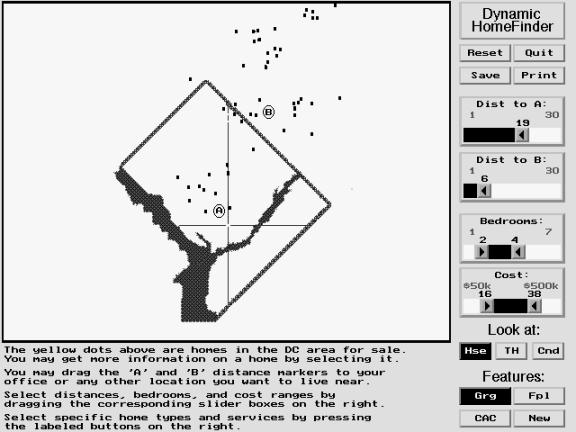 Dynamic
HomeFinder
Reset Quit
Save Print
Dist to A:
1 30
19
Dist to B:
1 30
6
Bedrooms:
1 7
2 4
Cost:
$50k $500k
16 38
Look at:
Hse TH Cnd
Features:
Grg Fpl
CAC New
B
A
The yellow dots above are homes in the DC area for sale.
You may get more information on a home by selecting it.
You may drag the 'A' and 'B' distance markers to your
office or any other location you want to live near.
Select distances, bedrooms, and cost ranges by
dragging the corresponding slider boxes on the right.
Select specific home types and services by pressing
the labeled buttons on the right.